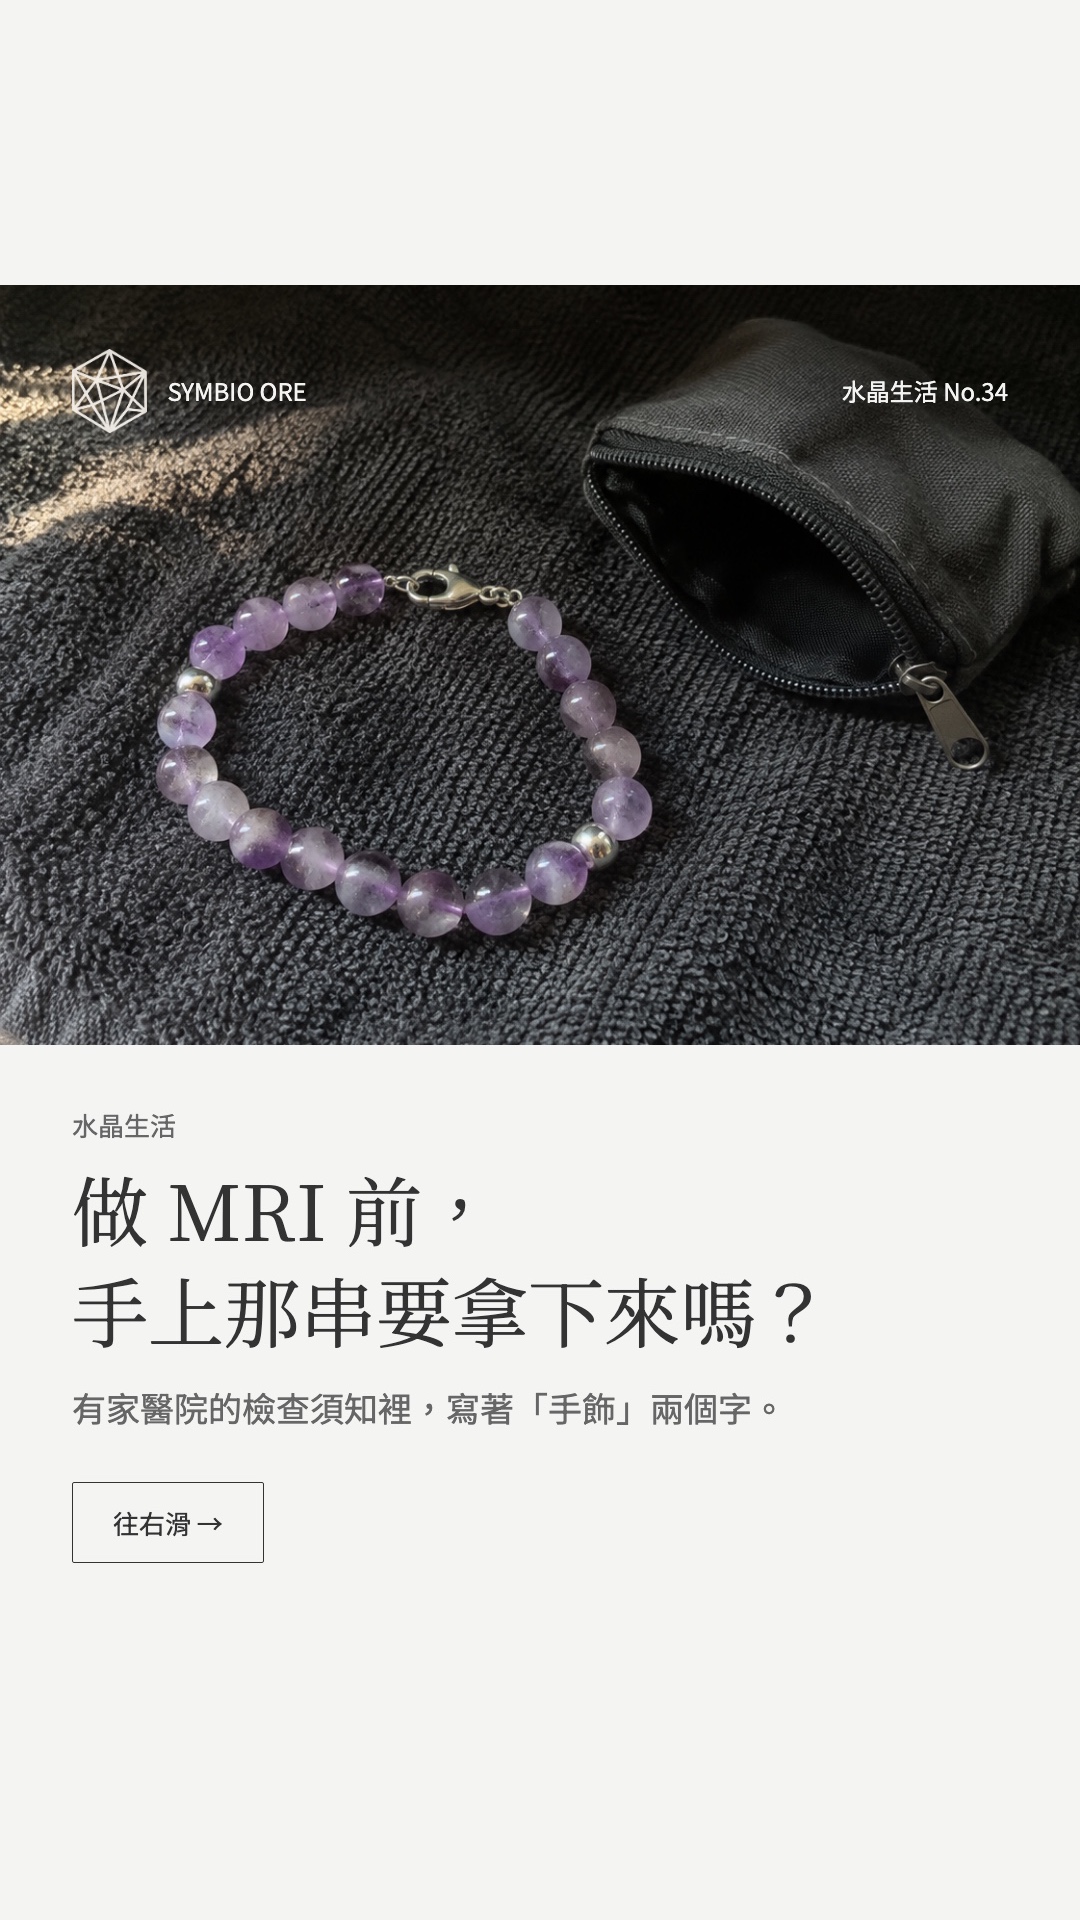 SYMBIO ORE
水晶生活 No.34
水晶生活
做 MRI 前，
手上那串要拿下來嗎？
有家醫院的檢查須知裡，寫著「手飾」兩個字。
往右滑 →